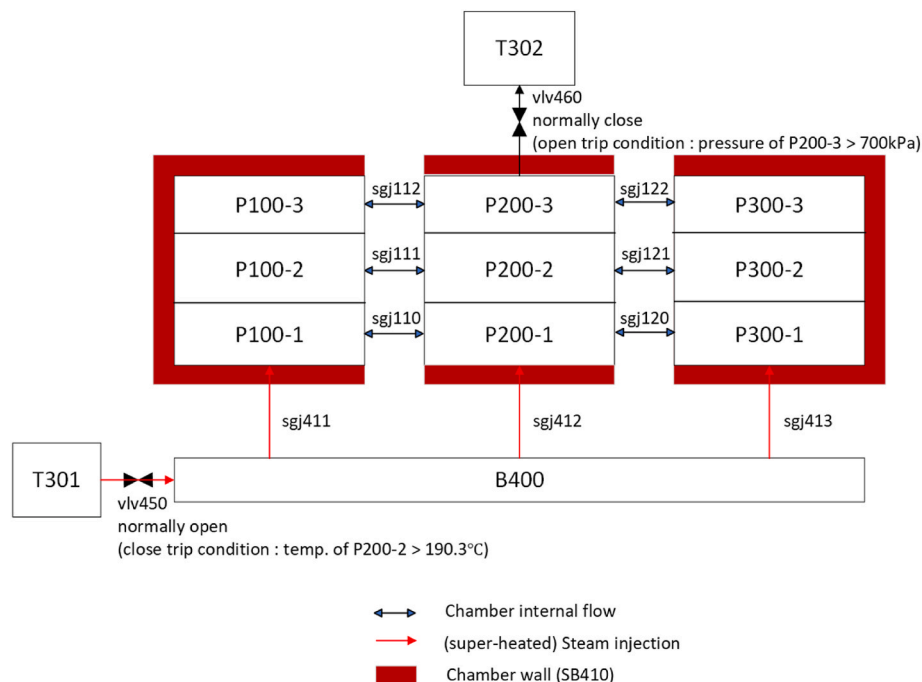 T302
vlv460
normally close
(open trip condition : pressure of P200-3 > 700kPa)
sgj112
sgj122
P100-3
P200-3
P300-3
sgj111
sgj121
P100-2
P200-2
P300-2
sgj110
sgj120
P100-1
P200-1
P300-1
sgj411
sgj412
sgj413
T301
B400
vlv450
normally open
(close trip condition : temp. of P200-2 > 190.3℃)
Chamber internal flow
(super-heated) Steam injection
Chamber wall (SB410)